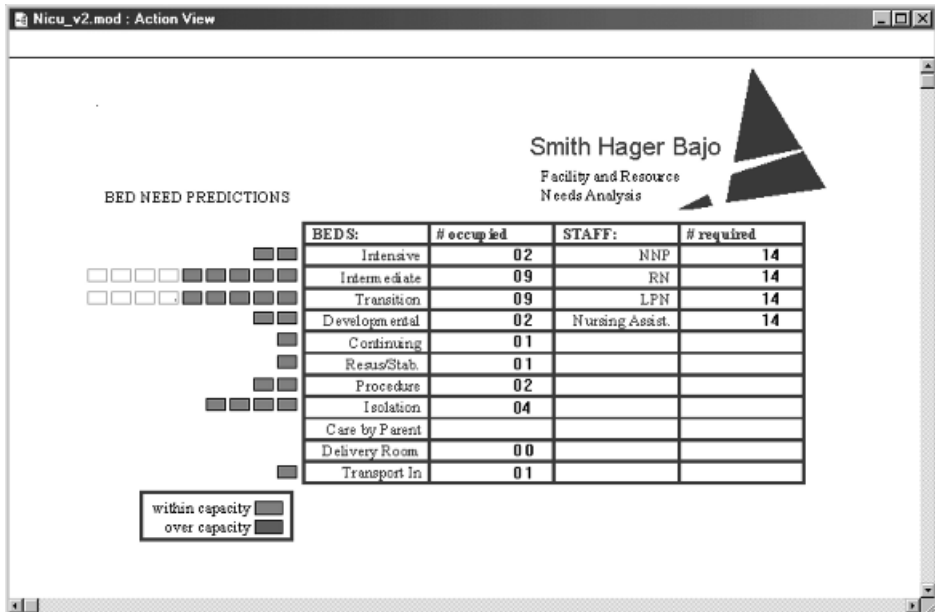 Nicu_v2.mod : Action View
Smith Hager Bajo
Facility and Resource
Needs Analysis
BED NEED PREDICTIONS
BEDS: # occupied STAFF: # required
Intensive 02 NNP 14
Intermediate 09 RN 14
Transition 09 LPN 14
Developmental 02 Nursing Assist. 14
Continuing 01
Resus/Stab. 01
Procedure 02
Isolation 04
Care by Parent
Delivery Room 00
Transport In 01
within capacity
over capacity